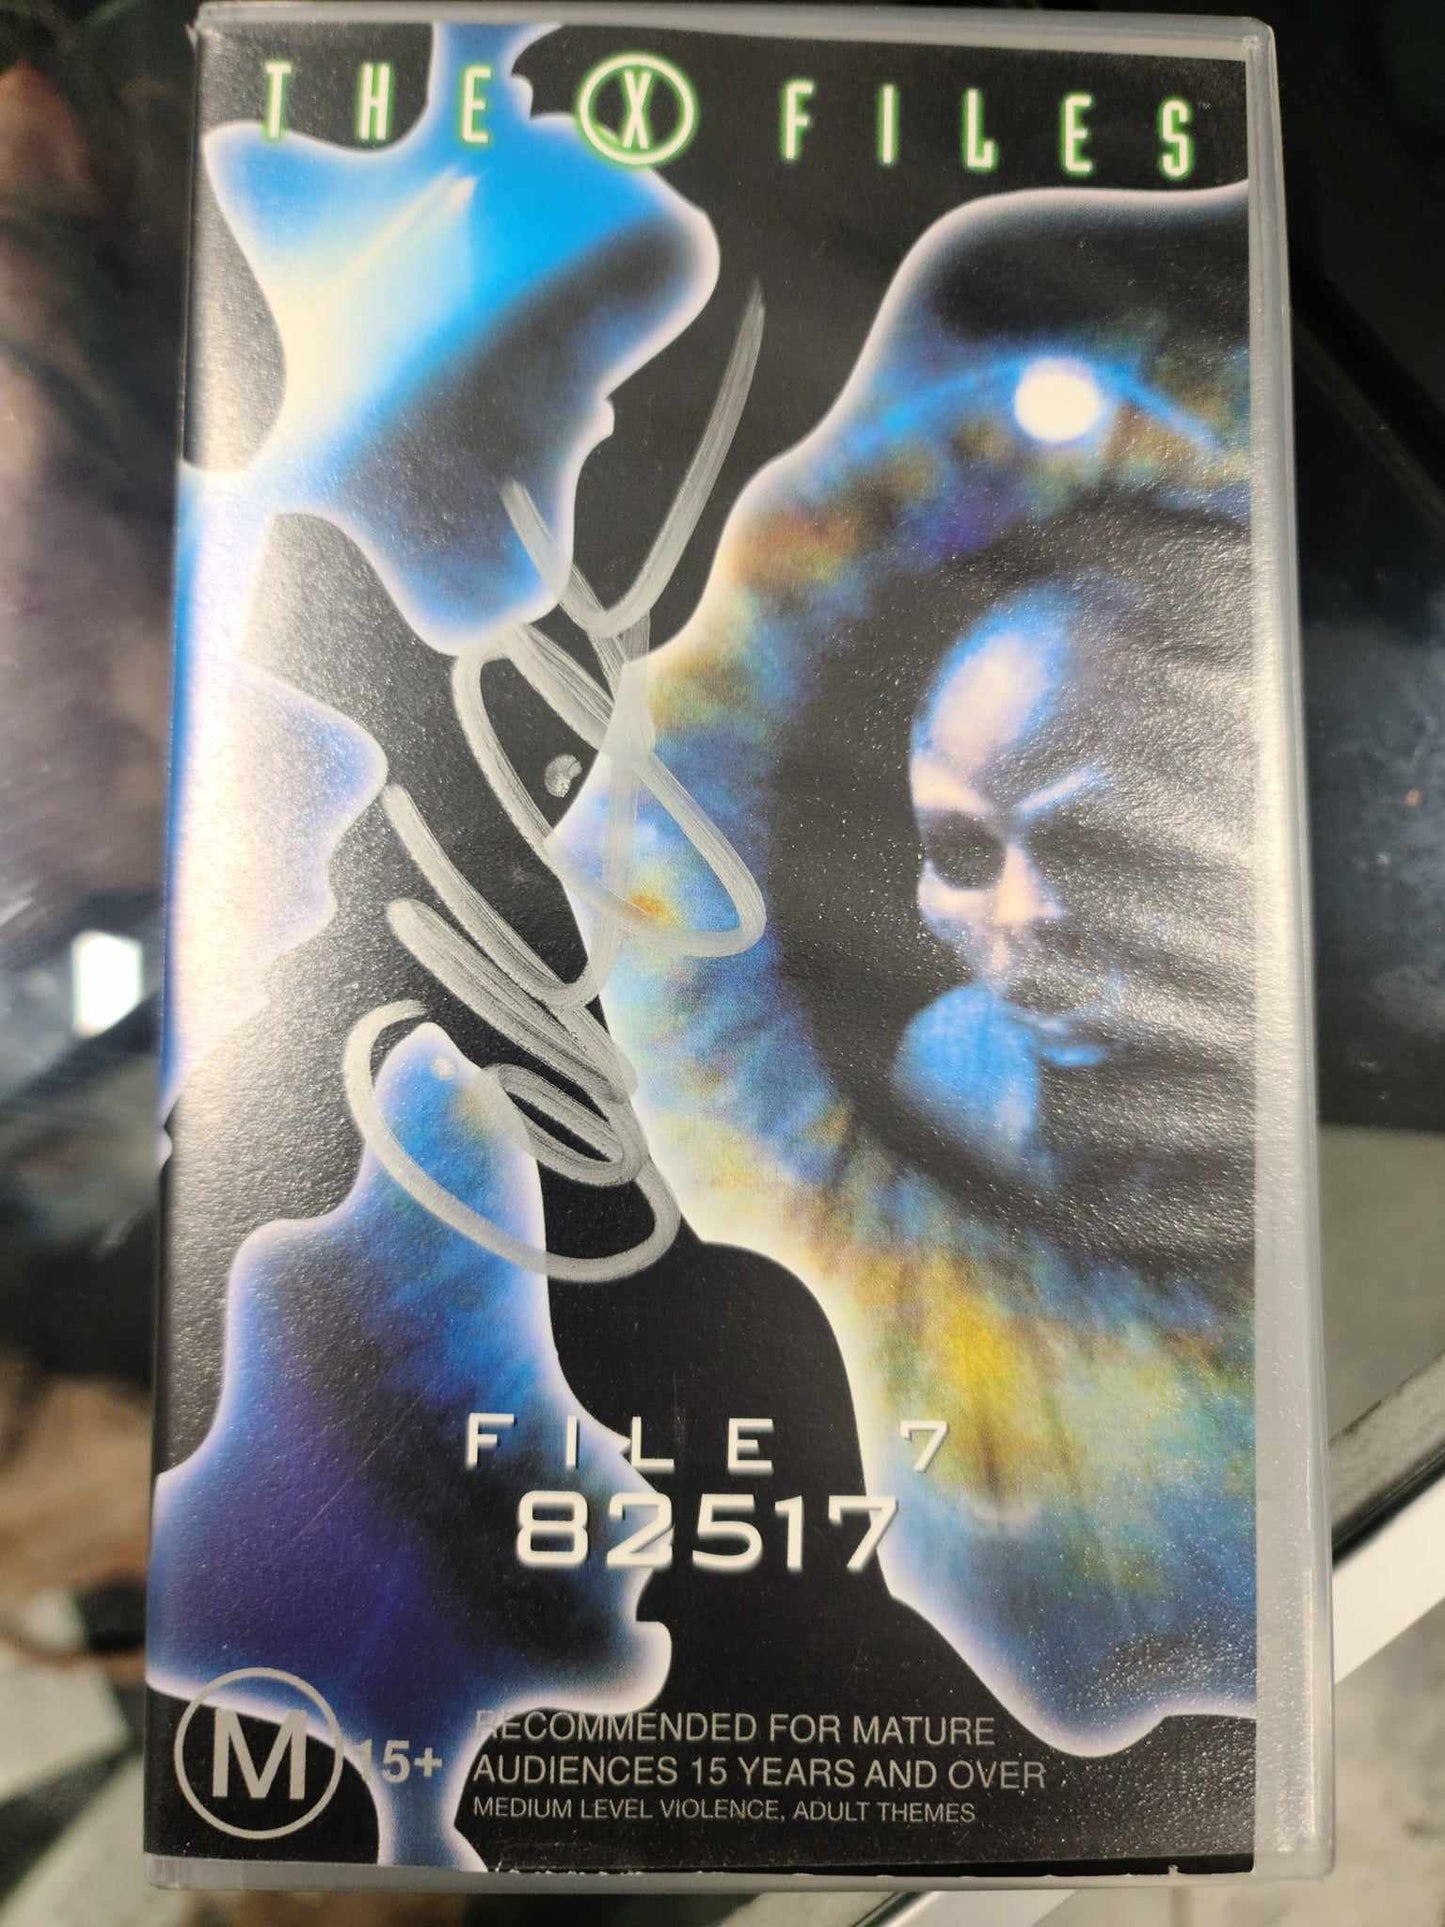 THE X FILES
FILE 7
82517
M 15+
RECOMMENDED FOR MATURE
AUDIENCES 15 YEARS AND OVER
MEDIUM LEVEL VIOLENCE, ADULT THEMES